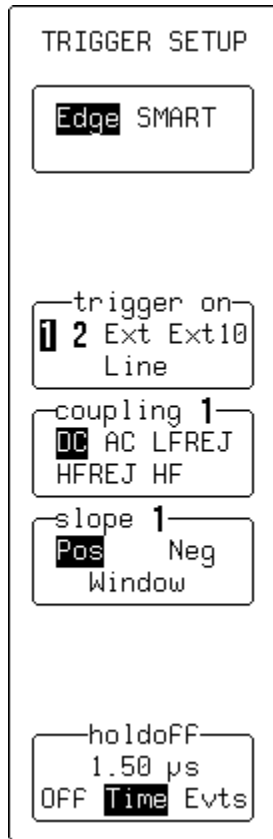 TRIGGER SETUP
Edge SMART
trigger on
1 2 Ext Ext10
Line
coupling 1
DC AC LFREJ
HFREJ HF
slope 1
Pos Neg
Window
holdoff
1.50 µs
OFF Time Evts